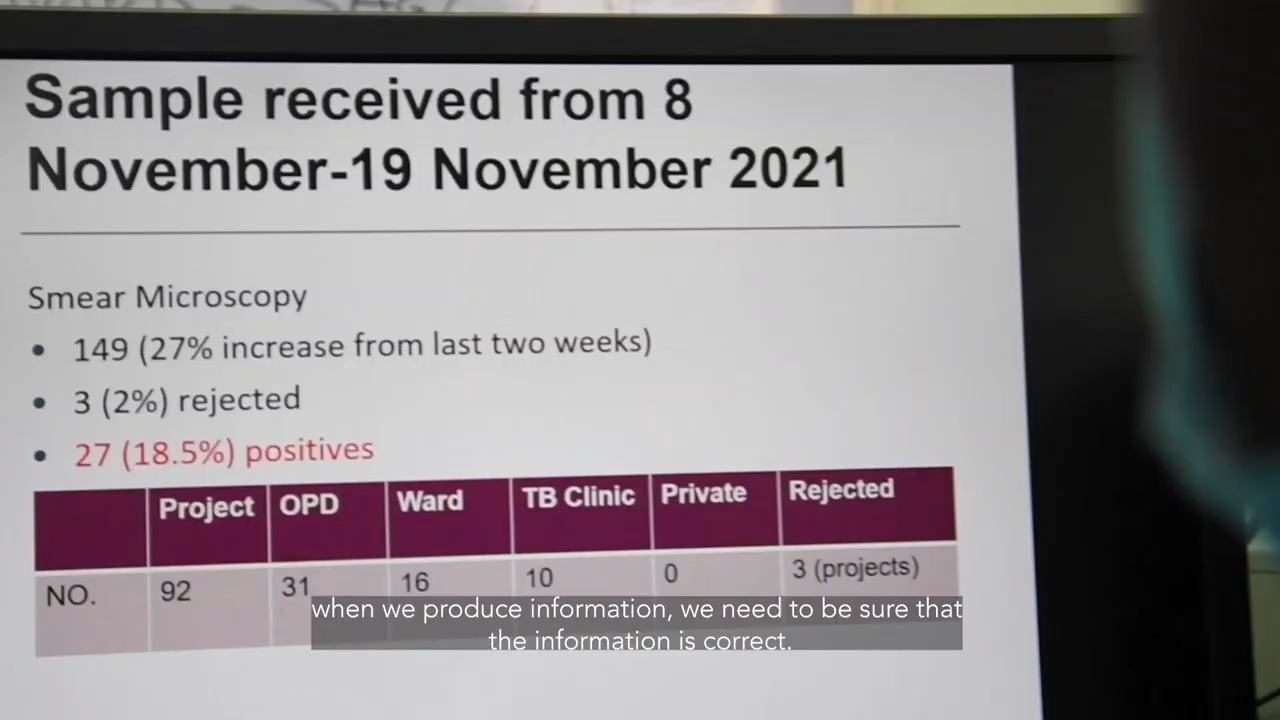 Sample received from 8
November-19 November 2021
Smear Microscopy
• 149 (27% increase from last two weeks)
• 3 (2%) rejected
• 27 (18.5%) positives
Project OPD Ward TB Clinic Private Rejected
NO. 92 31 16 10 0 3 (projects)
when we produce information, we need to be sure that
the information is correct.